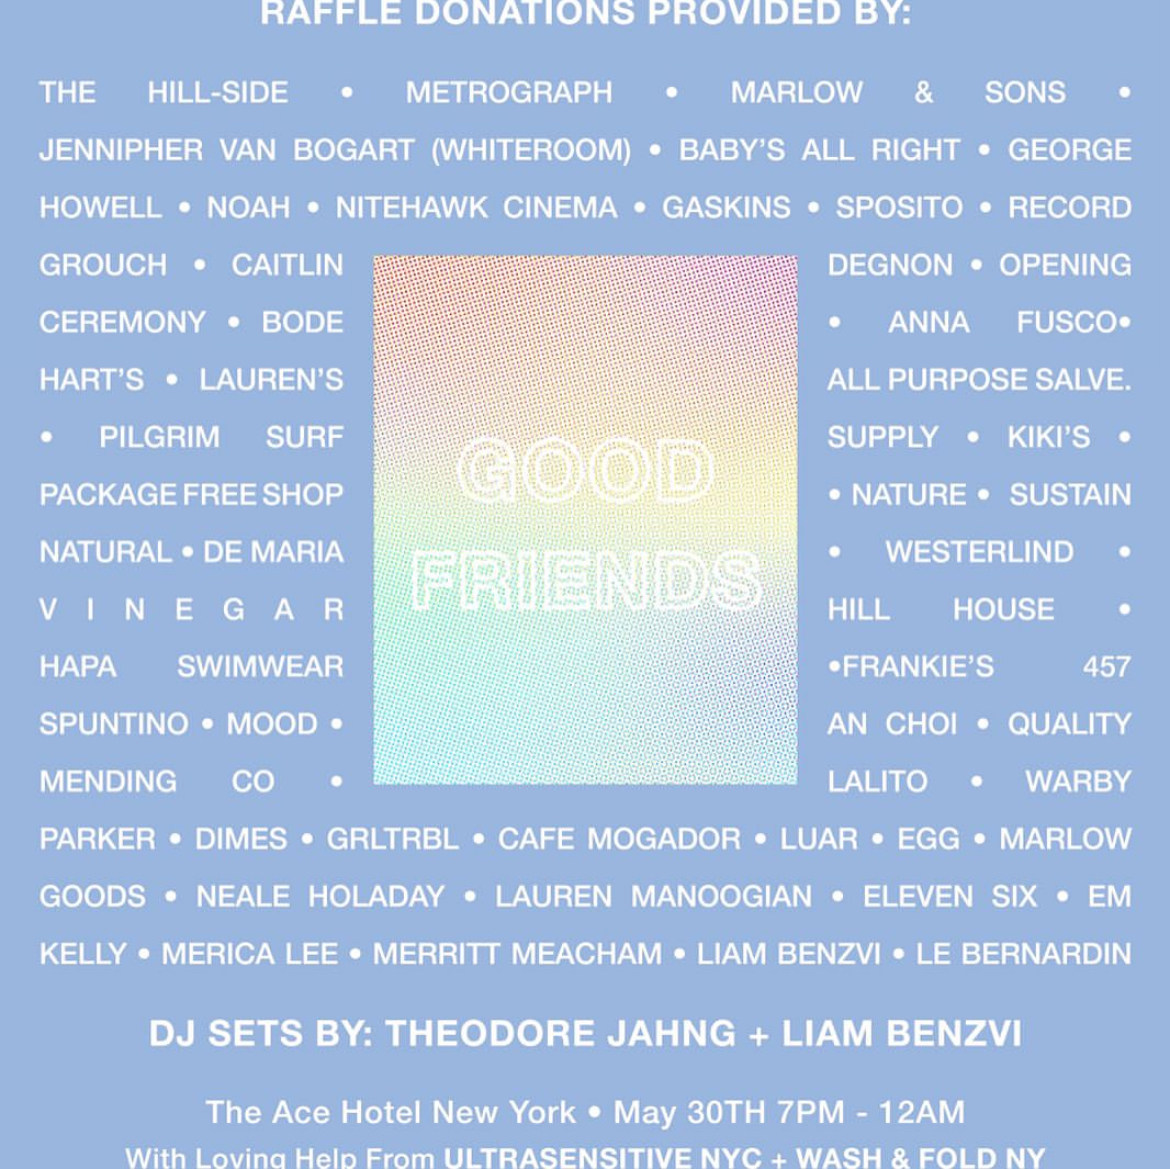 RAFFLE DONATIONS PROVIDED BY:
THE HILL-SIDE • METROGRAPH • MARLOW & SONS •
JENNIPHER VAN BOGART (WHITEROOM) • BABY'S ALL RIGHT • GEORGE
HOWELL • NOAH • NITEHAWK CINEMA • GASKINS • SPOSITO • RECORD
GROUCH • CAITLIN DEGNON • OPENING
CEREMONY • BODE • ANNA FUSCO•
HART'S • LAUREN'S ALL PURPOSE SALVE.
• PILGRIM SURF SUPPLY • KIKI'S •
PACKAGE FREE SHOP • NATURE • SUSTAIN
NATURAL • DE MARIA • WESTERLIND •
VINEGAR HILL HOUSE •
HAPA SWIMWEAR •FRANKIE'S 457
SPUNTINO • MOOD • AN CHOI • QUALITY
MENDING CO • LALITO • WARBY
PARKER • DIMES • GRLTRBL • CAFE MOGADOR • LUAR • EGG • MARLOW
GOODS • NEALE HOLADAY • LAUREN MANOOGIAN • ELEVEN SIX • EM
KELLY • MERICA LEE • MERRITT MEACHAM • LIAM BENZVI • LE BERNARDIN
GOOD
FRIENDS
DJ SETS BY: THEODORE JAHNG + LIAM BENZVI
The Ace Hotel New York • May 30TH 7PM - 12AM
With Loving Help From ULTRASENSITIVE NYC + WASH & FOLD NY